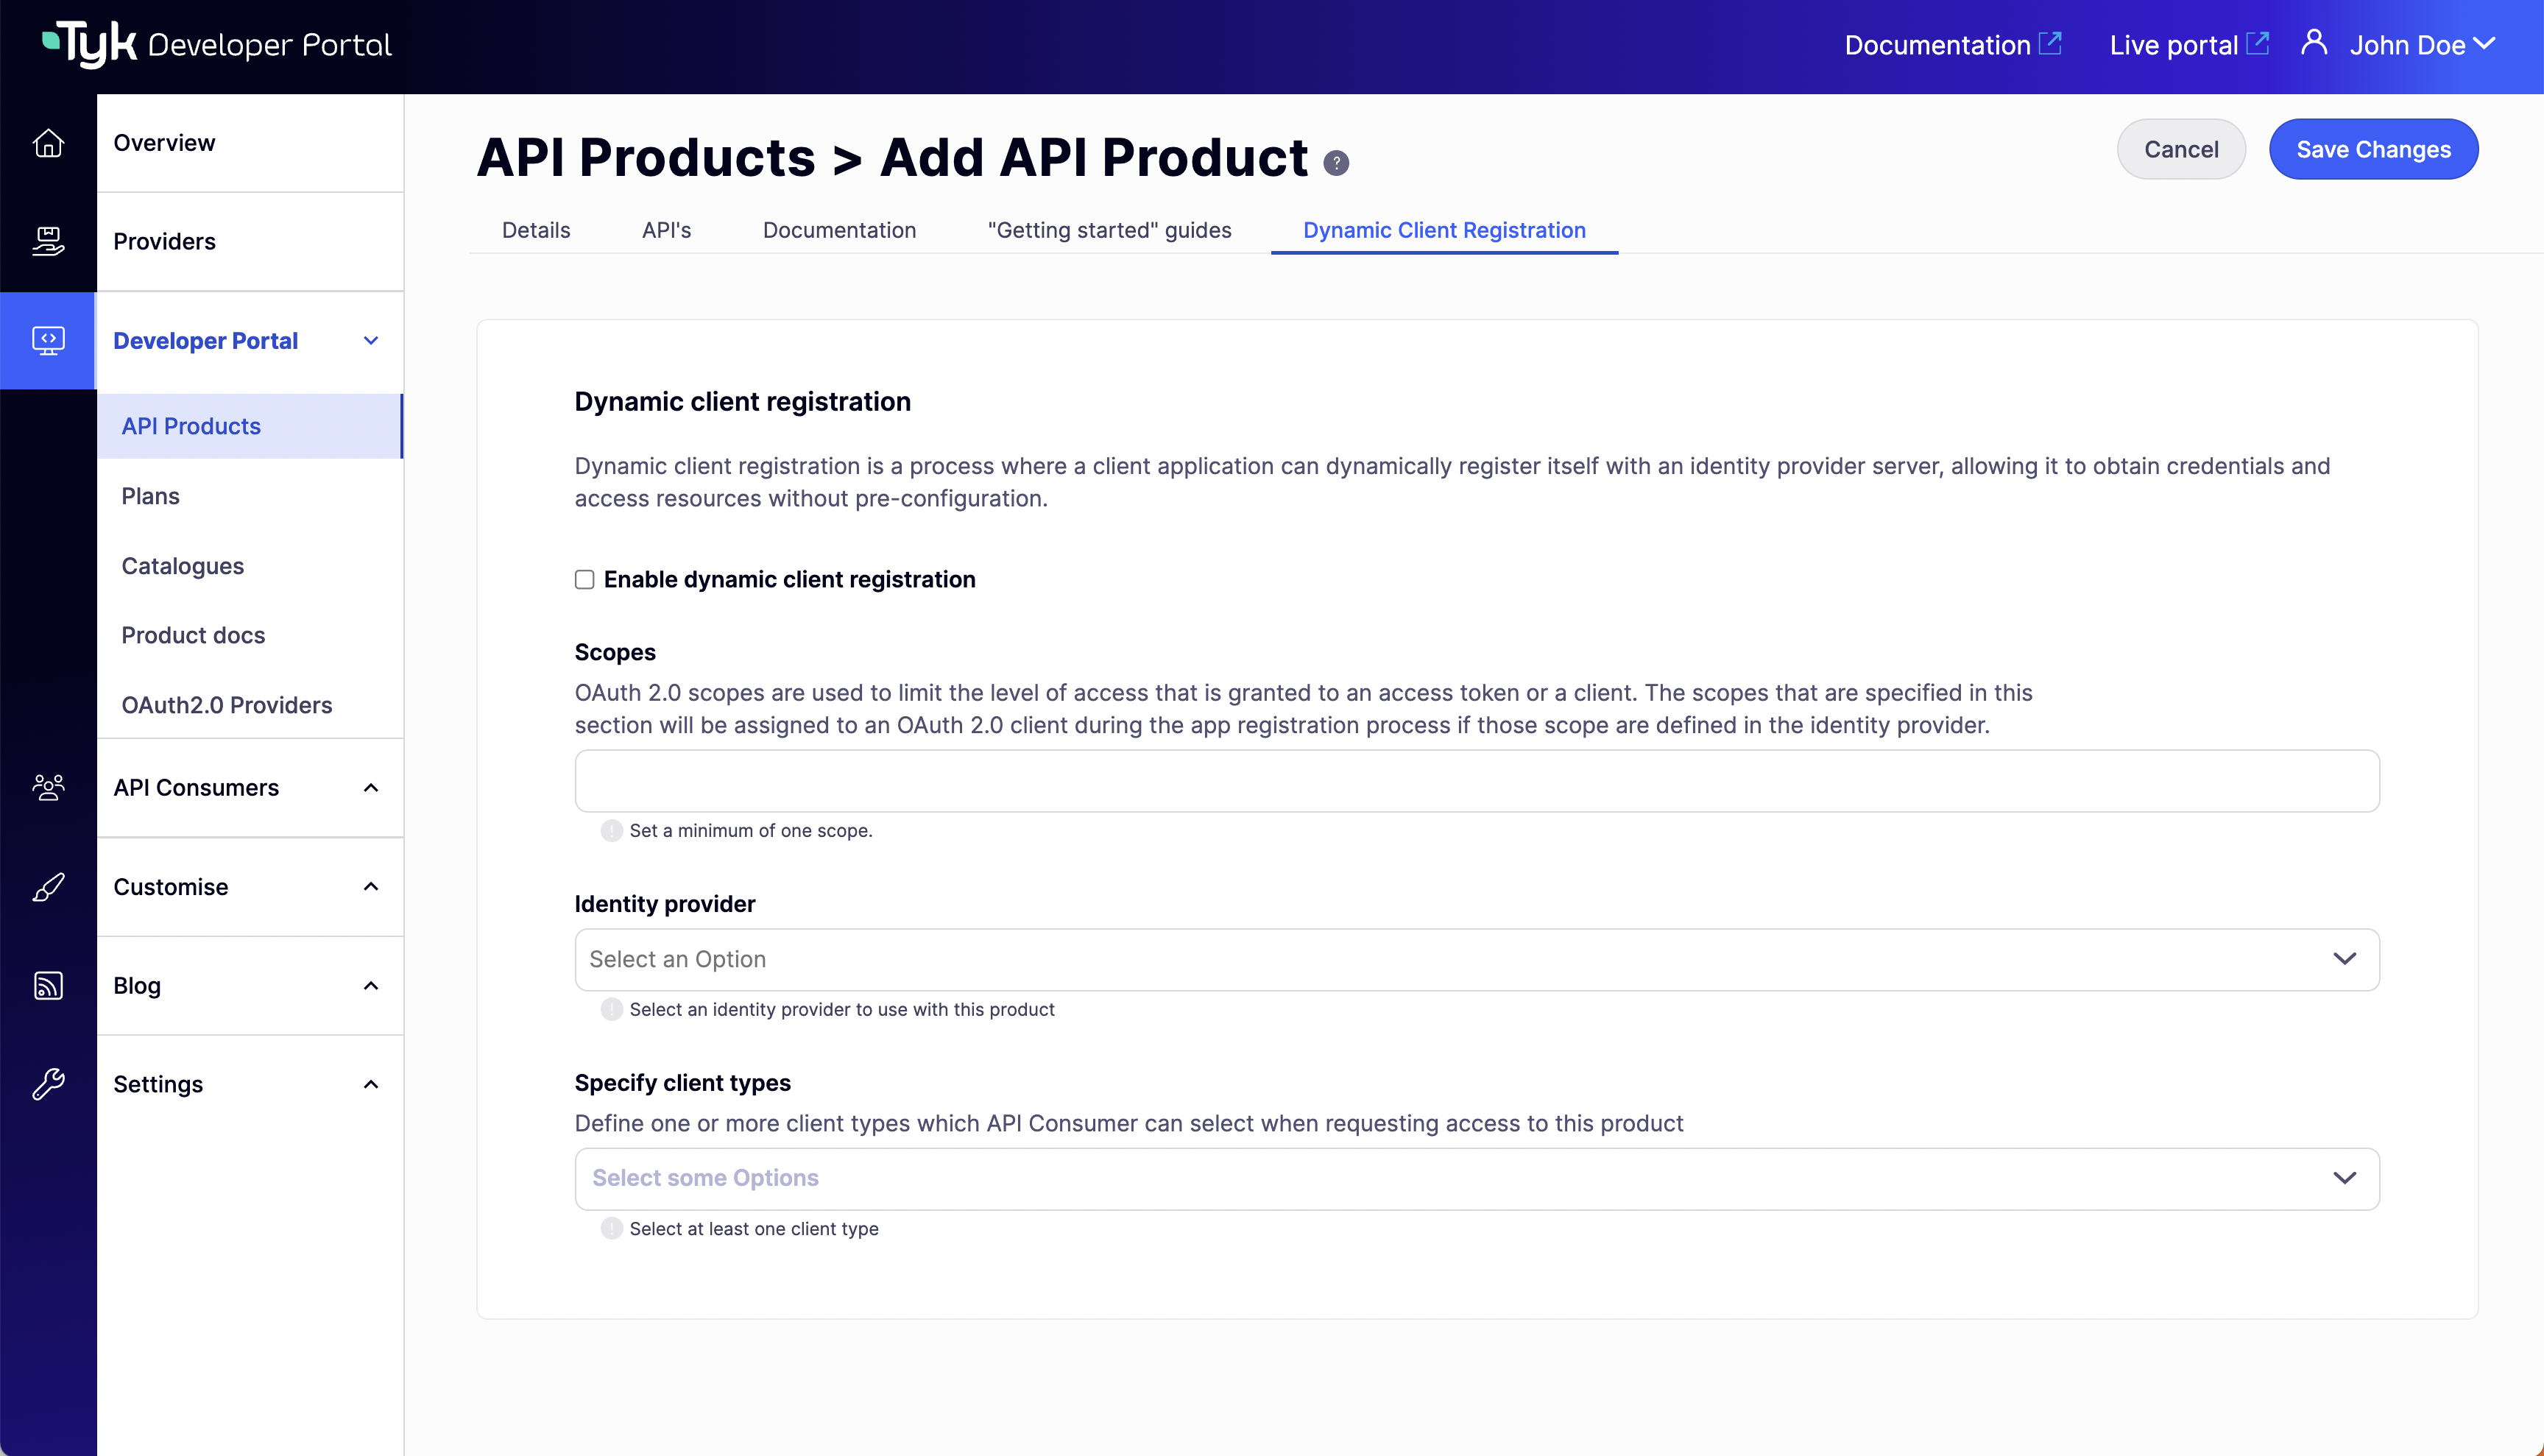 Tyk Developer Portal
Documentation
Live portal
John Doe
Overview
Providers
Developer Portal
API Products
Plans
Catalogues
Product docs
OAuth2.0 Providers
API Consumers
Customise
Blog
Settings
API Products > Add API Product ?
Cancel
Save Changes
Details
API's
Documentation
"Getting started" guides
Dynamic Client Registration
Dynamic client registration
Dynamic client registration is a process where a client application can dynamically register itself with an identity provider server, allowing it to obtain credentials and
access resources without pre-configuration.
Enable dynamic client registration
Scopes
OAuth 2.0 scopes are used to limit the level of access that is granted to an access token or a client. The scopes that are specified in this
section will be assigned to an OAuth 2.0 client during the app registration process if those scope are defined in the identity provider.
! Set a minimum of one scope.
Identity provider
Select an Option
! Select an identity provider to use with this product
Specify client types
Define one or more client types which API Consumer can select when requesting access to this product
Select some Options
! Select at least one client type